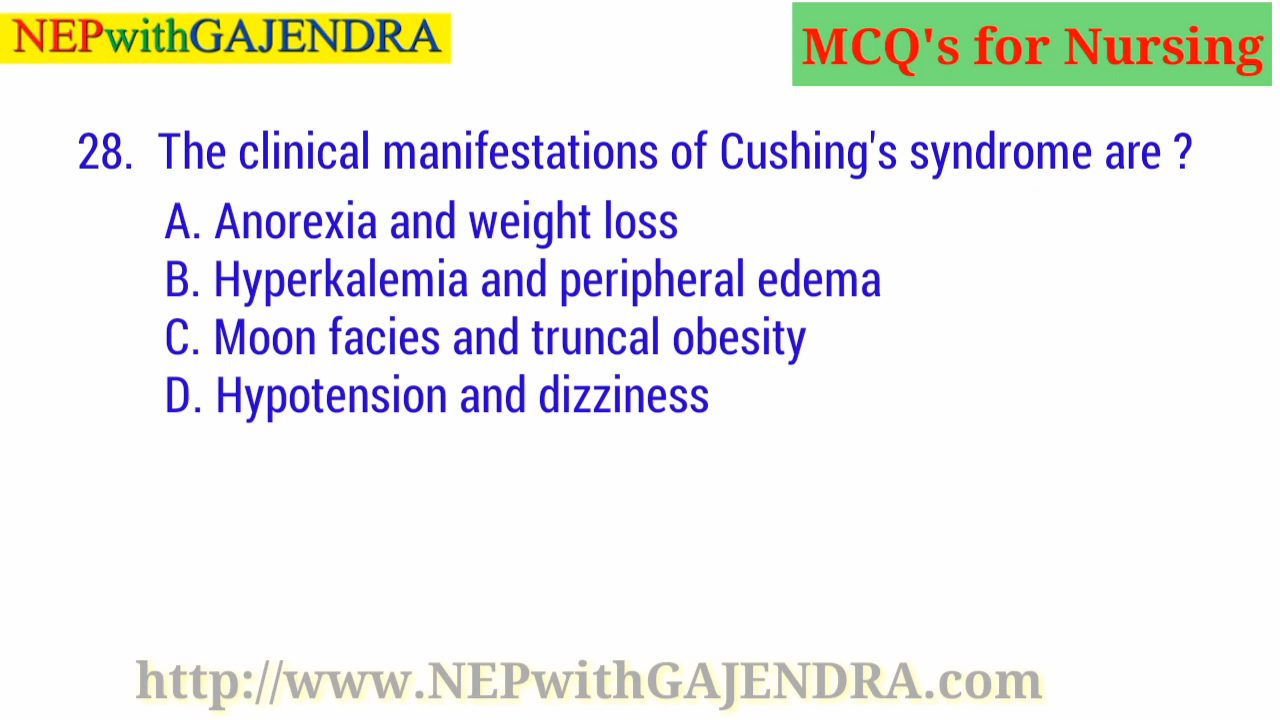 NEPwithGAJENDRA
MCQ's for Nursing
28. The clinical manifestations of Cushing's syndrome are ?
A. Anorexia and weight loss
B. Hyperkalemia and peripheral edema
C. Moon facies and truncal obesity
D. Hypotension and dizziness
http://www.NEPwithGAJENDRA.com